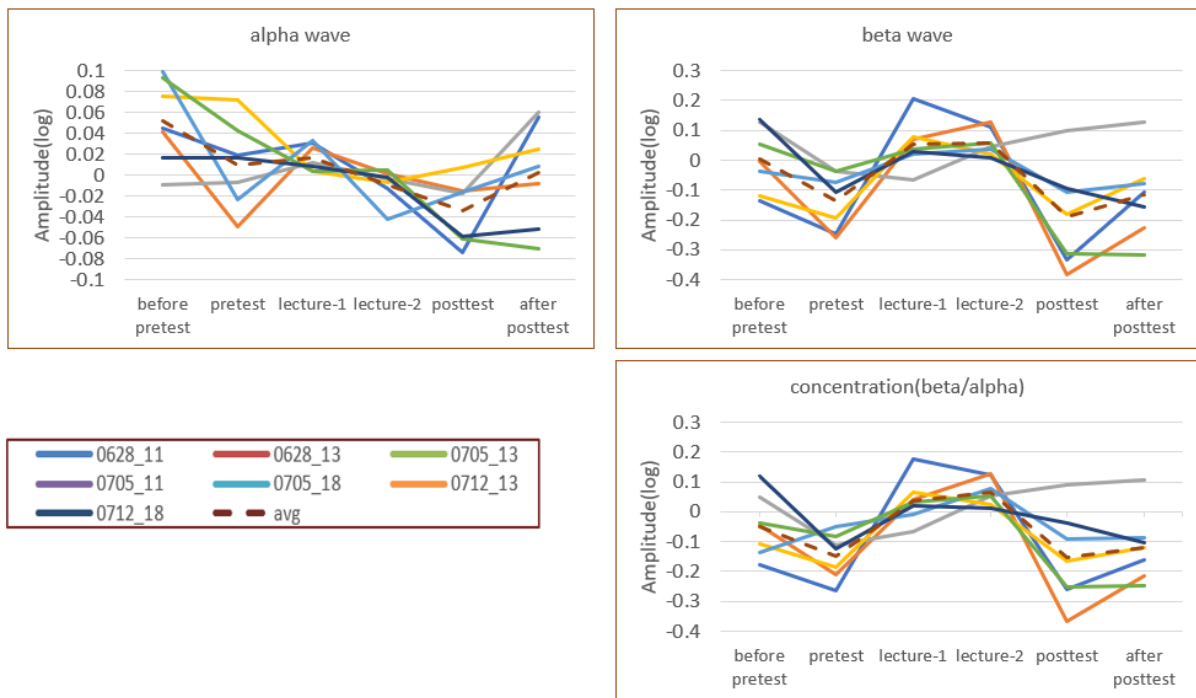 alpha wave
Amplitude(log)
0.1
0.08
0.06
0.04
0.02
0
-0.02
-0.04
-0.06
-0.08
-0.1
before pretest lecture-1 lecture-2 posttest after
pretest posttest
beta wave
Amplitude(log)
0.3
0.2
0.1
0
-0.1
-0.2
-0.3
-0.4
before pretest lecture-1 lecture-2 posttest after
pretest posttest
0628_11 0628_13 0705_13
0705_11 0705_18 0712_13
0712_18 avg
concentration(beta/alpha)
Amplitude(log)
0.3
0.2
0.1
0
-0.1
-0.2
-0.3
-0.4
before pretest lecture-1 lecture-2 posttest after
pretest posttest